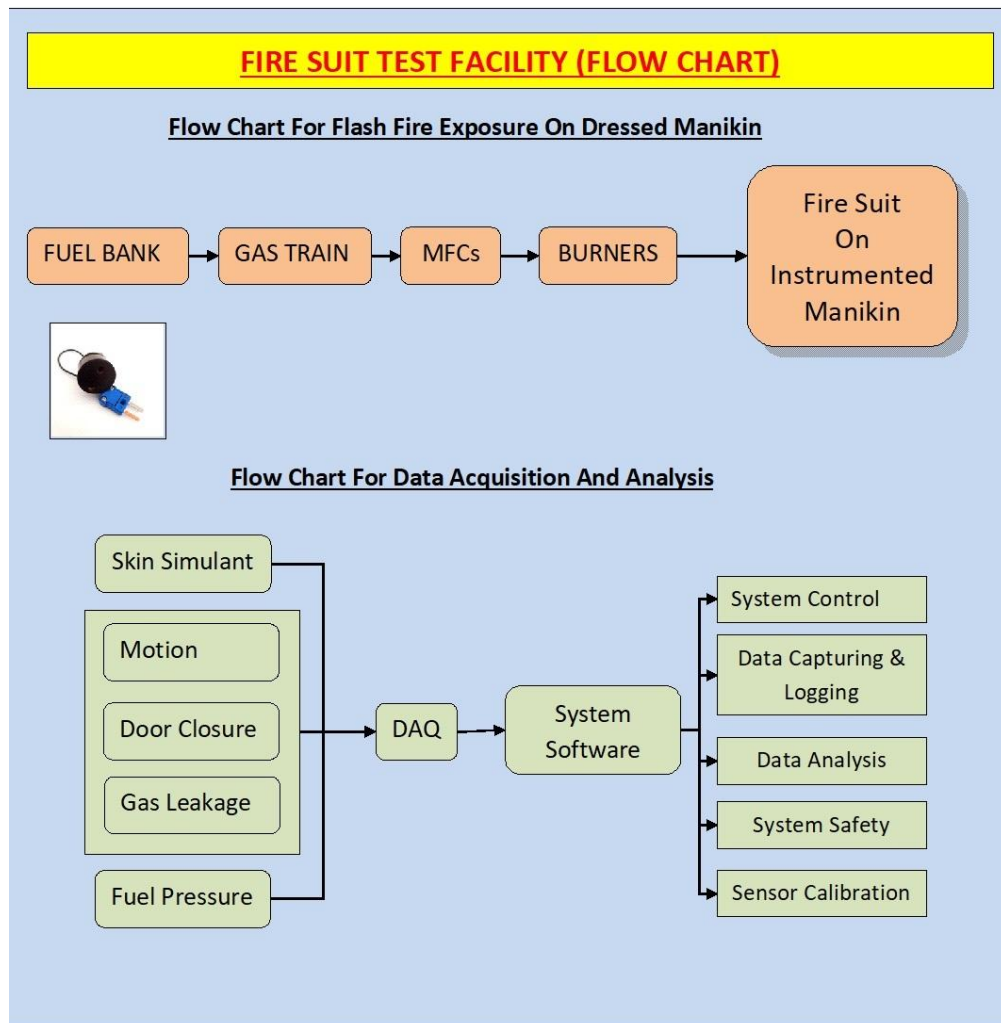 FIRE SUIT TEST FACILITY (FLOW CHART)
Flow Chart For Flash Fire Exposure On Dressed Manikin
FUEL BANK
GAS TRAIN
MFCs
BURNERS
Fire Suit
On
Instrumented
Manikin
Flow Chart For Data Acquisition And Analysis
Skin Simulant
Motion
Door Closure
Gas Leakage
Fuel Pressure
DAQ
System
Software
System Control
Data Capturing &
Logging
Data Analysis
System Safety
Sensor Calibration